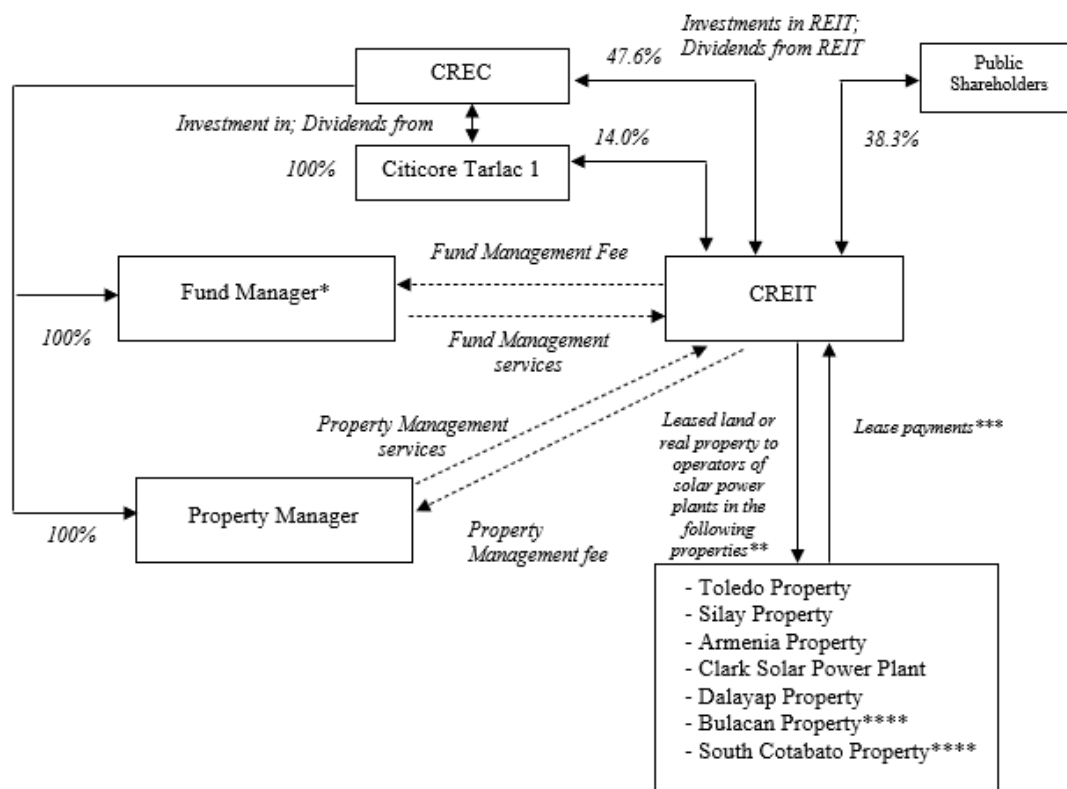 Investments in REIT;
Dividends from REIT
47.6%
CREC
Public
Shareholders
Investment in; Dividends from
14.0%
38.3%
100%
Citicore Tarlac 1
Fund Management Fee
Fund Manager*
CREIT
100%
Fund Management
services
Property Management
services
Leased land or
real property to
operators of
solar power
plants in the
following
properties**
Lease payments***
Property Manager
100%
Property
Management fee
- Toledo Property
- Silay Property
- Armenia Property
- Clark Solar Power Plant
- Dalayap Property
- Bulacan Property****
- South Cotabato Property****